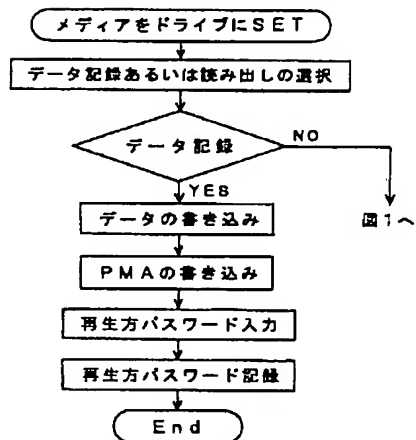 メディアをドライブにSET
データ記録あるいは読み出しの選択
データ記録
NO
YES
図1へ
データの書き込み
PMAの書き込み
再生方パスワード入力
再生方パスワード記録
End